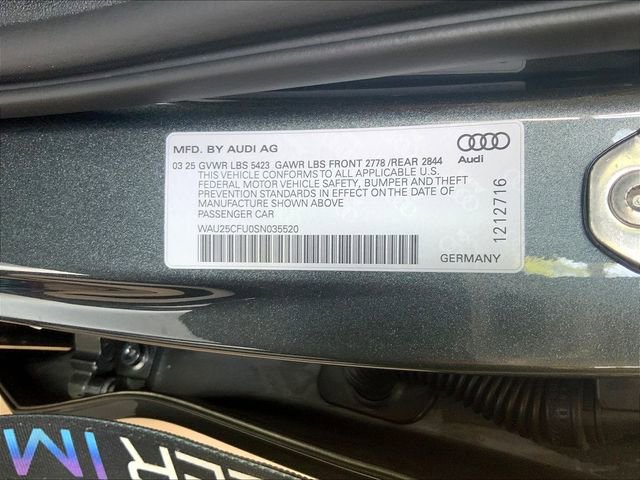 MFD. BY AUDI AG
Audi
03 25 GVWR LBS 5423 GAWR LBS FRONT 2778 /REAR 2844
THIS VEHICLE CONFORMS TO ALL APPLICABLE U.S.
FEDERAL MOTOR VEHICLE SAFETY, BUMPER AND THEFT
PREVENTION STANDARDS IN EFFECT ON THE DATE OF
MANUFACTURE SHOWN ABOVE
PASSENGER CAR
WAU25CFU0SN035520
1212716
GERMANY
ER IM